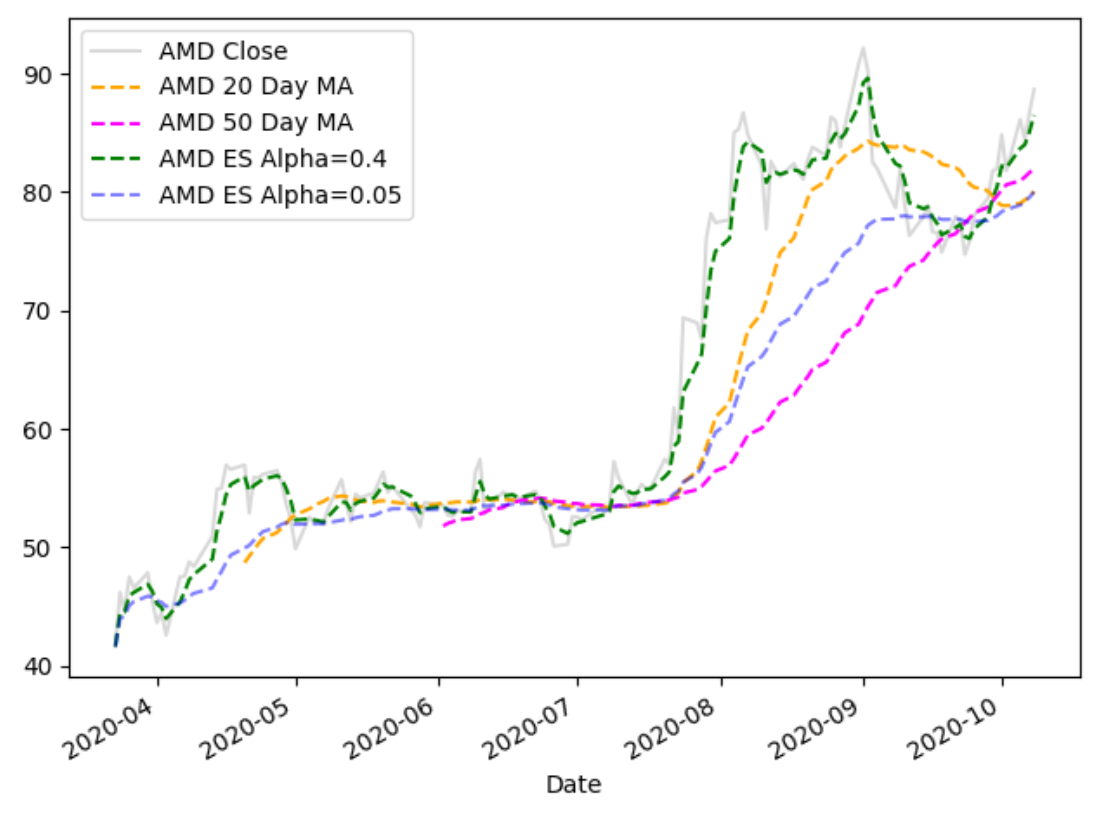 AMD Close
AMD 20 Day MA
AMD 50 Day MA
AMD ES Alpha=0.4
AMD ES Alpha=0.05
90
80
70
60
50
40
2020-04
2020-05
2020-06
2020-07
2020-08
2020-09
2020-10
Date